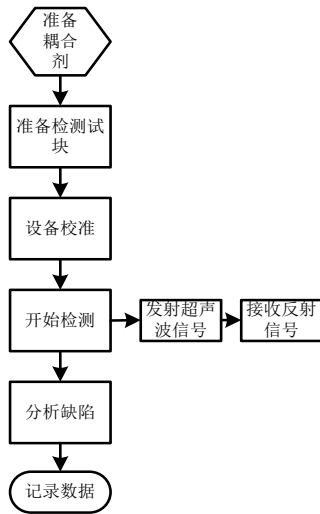 准备
耦合
剂
准备检测试
块
设备校准
开始检测
发射超声
波信号
接收反射
信号
分析缺陷
记录数据